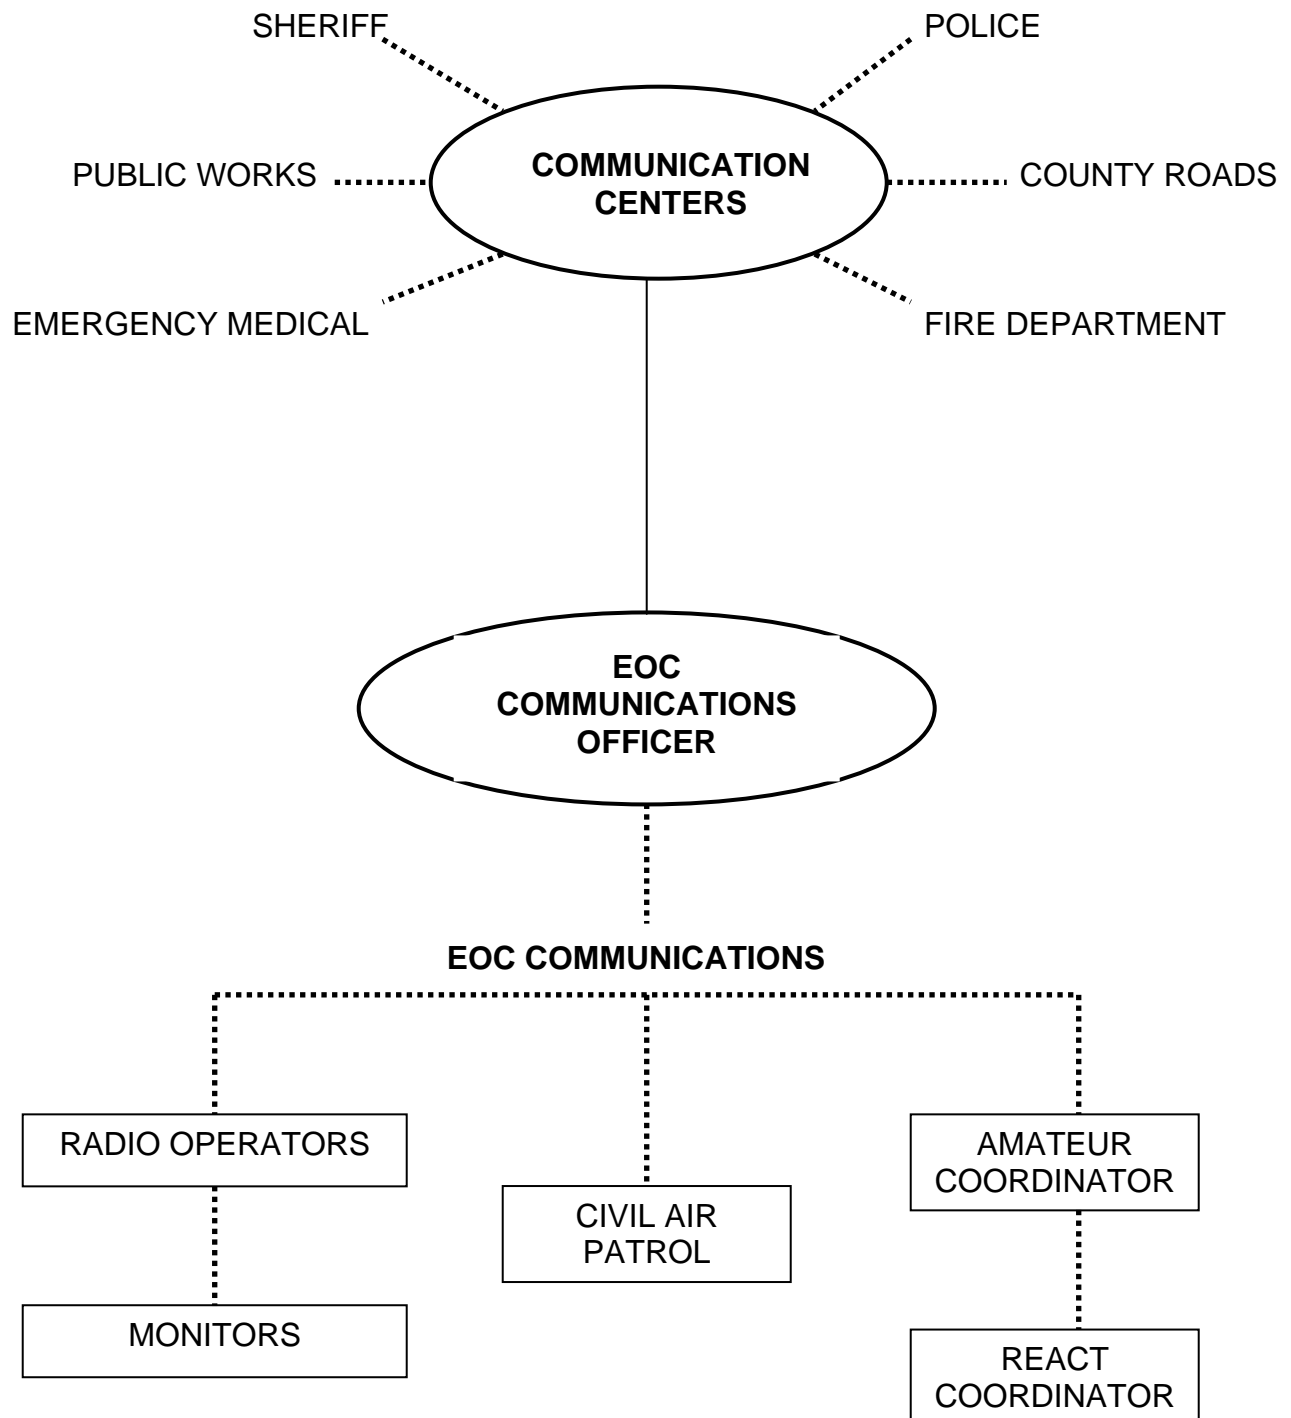 SHERIFF
POLICE
COMMUNICATION
CENTERS
PUBLIC WORKS
COUNTY ROADS
EMERGENCY MEDICAL
FIRE DEPARTMENT
EOC
COMMUNICATIONS
OFFICER
EOC COMMUNICATIONS
RADIO OPERATORS
MONITORS
CIVIL AIR
PATROL
AMATEUR
COORDINATOR
REACT
COORDINATOR